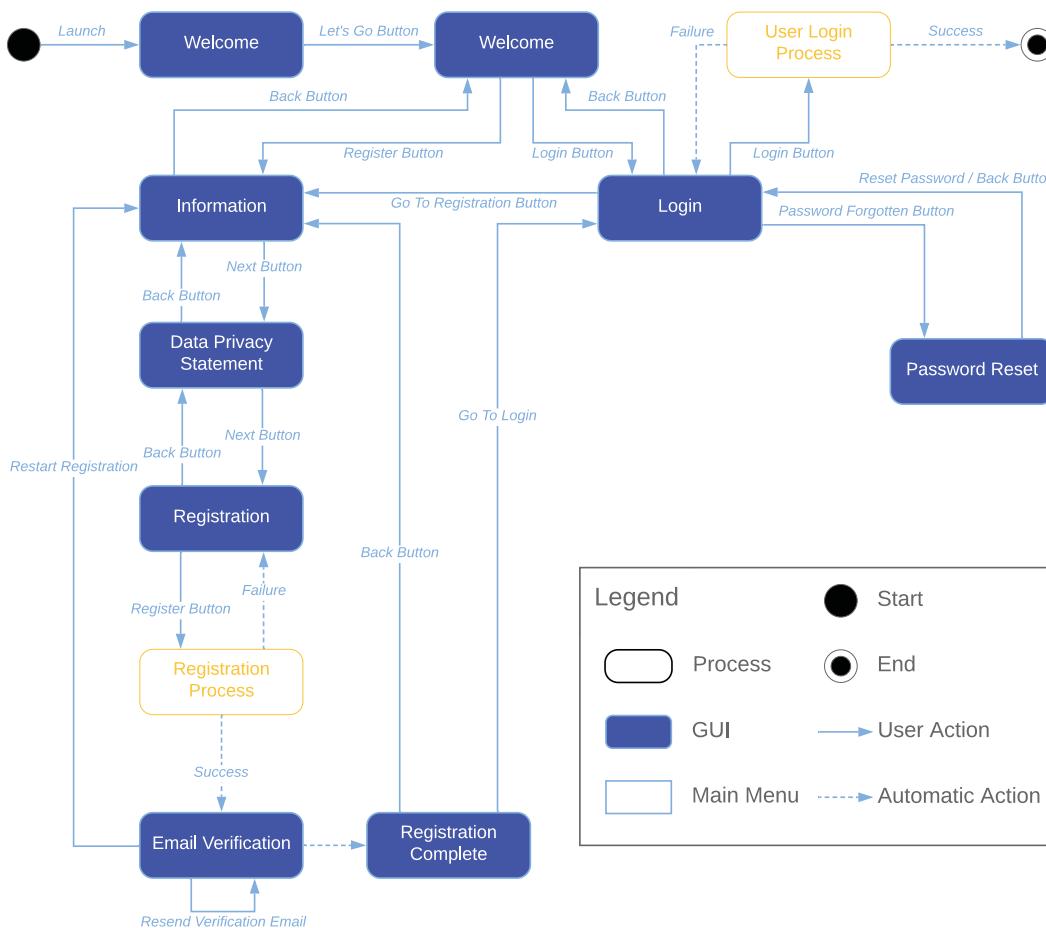 Launch
Welcome
Let's Go Button
Welcome
Failure
User Login
Process
Success
Back Button
Back Button
Register Button
Login Button
Login Button
Information
Go To Registration Button
Login
Reset Password / Back Butto
Password Forgotten Button
Next Button
Back Button
Data Privacy
Statement
Password Reset
Go To Login
Next Button
Back Button
Restart Registration
Registration
Back Button
Failure
Register Button
Registration
Process
Success
Email Verification
Registration
Complete
Resend Verification Email
Legend
Start
Process
End
GUI
User Action
Main Menu
Automatic Action